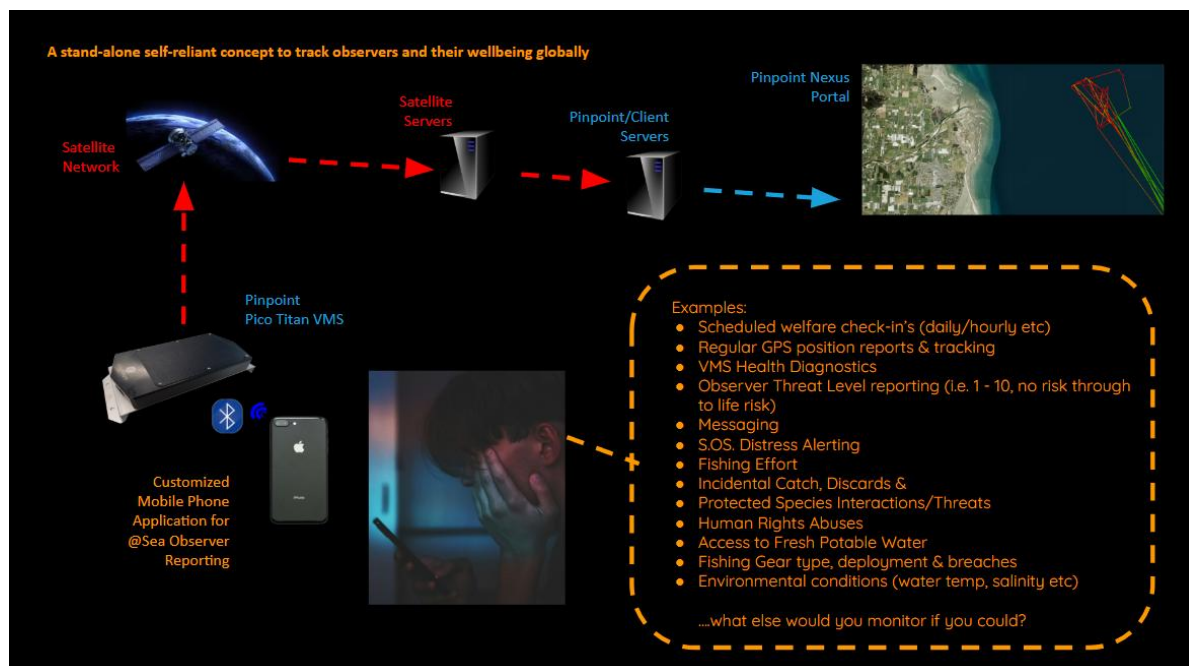 A stand-alone self-reliant concept to track observers and their wellbeing globally
Satellite
Network
Satellite
Servers
Pinpoint/Client
Servers
Pinpoint Nexus
Portal
Pinpoint
Pico Titan VMS
Customized
Mobile Phone
Application for
@Sea Observer
Reporting
Examples:
● Scheduled welfare check-in's (daily/hourly etc)
● Regular GPS position reports & tracking
● VMS Health Diagnostics
● Observer Threat Level reporting (i.e. 1 - 10, no risk through
to life risk)
● Messaging
● S.OS. Distress Alerting
● Fishing Effort
● Incidental Catch, Discards &
● Protected Species Interactions/Threats
● Human Rights Abuses
● Access to Fresh Potable Water
● Fishing Gear type, deployment & breaches
● Environmental conditions (water temp, salinity etc)
....what else would you monitor if you could?